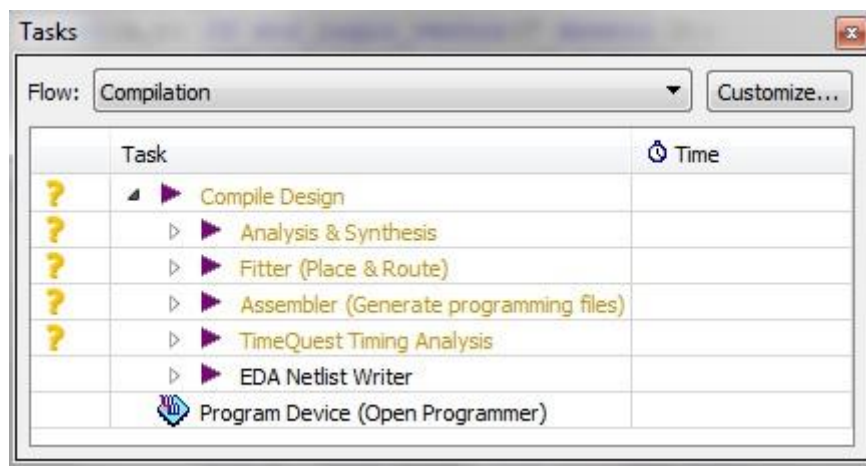 Tasks
Flow: Compilation Customize...
Task Time
? Compile Design
? Analysis & Synthesis
? Fitter (Place & Route)
? Assembler (Generate programming files)
? TimeQuest Timing Analysis
EDA Netlist Writer
Program Device (Open Programmer)